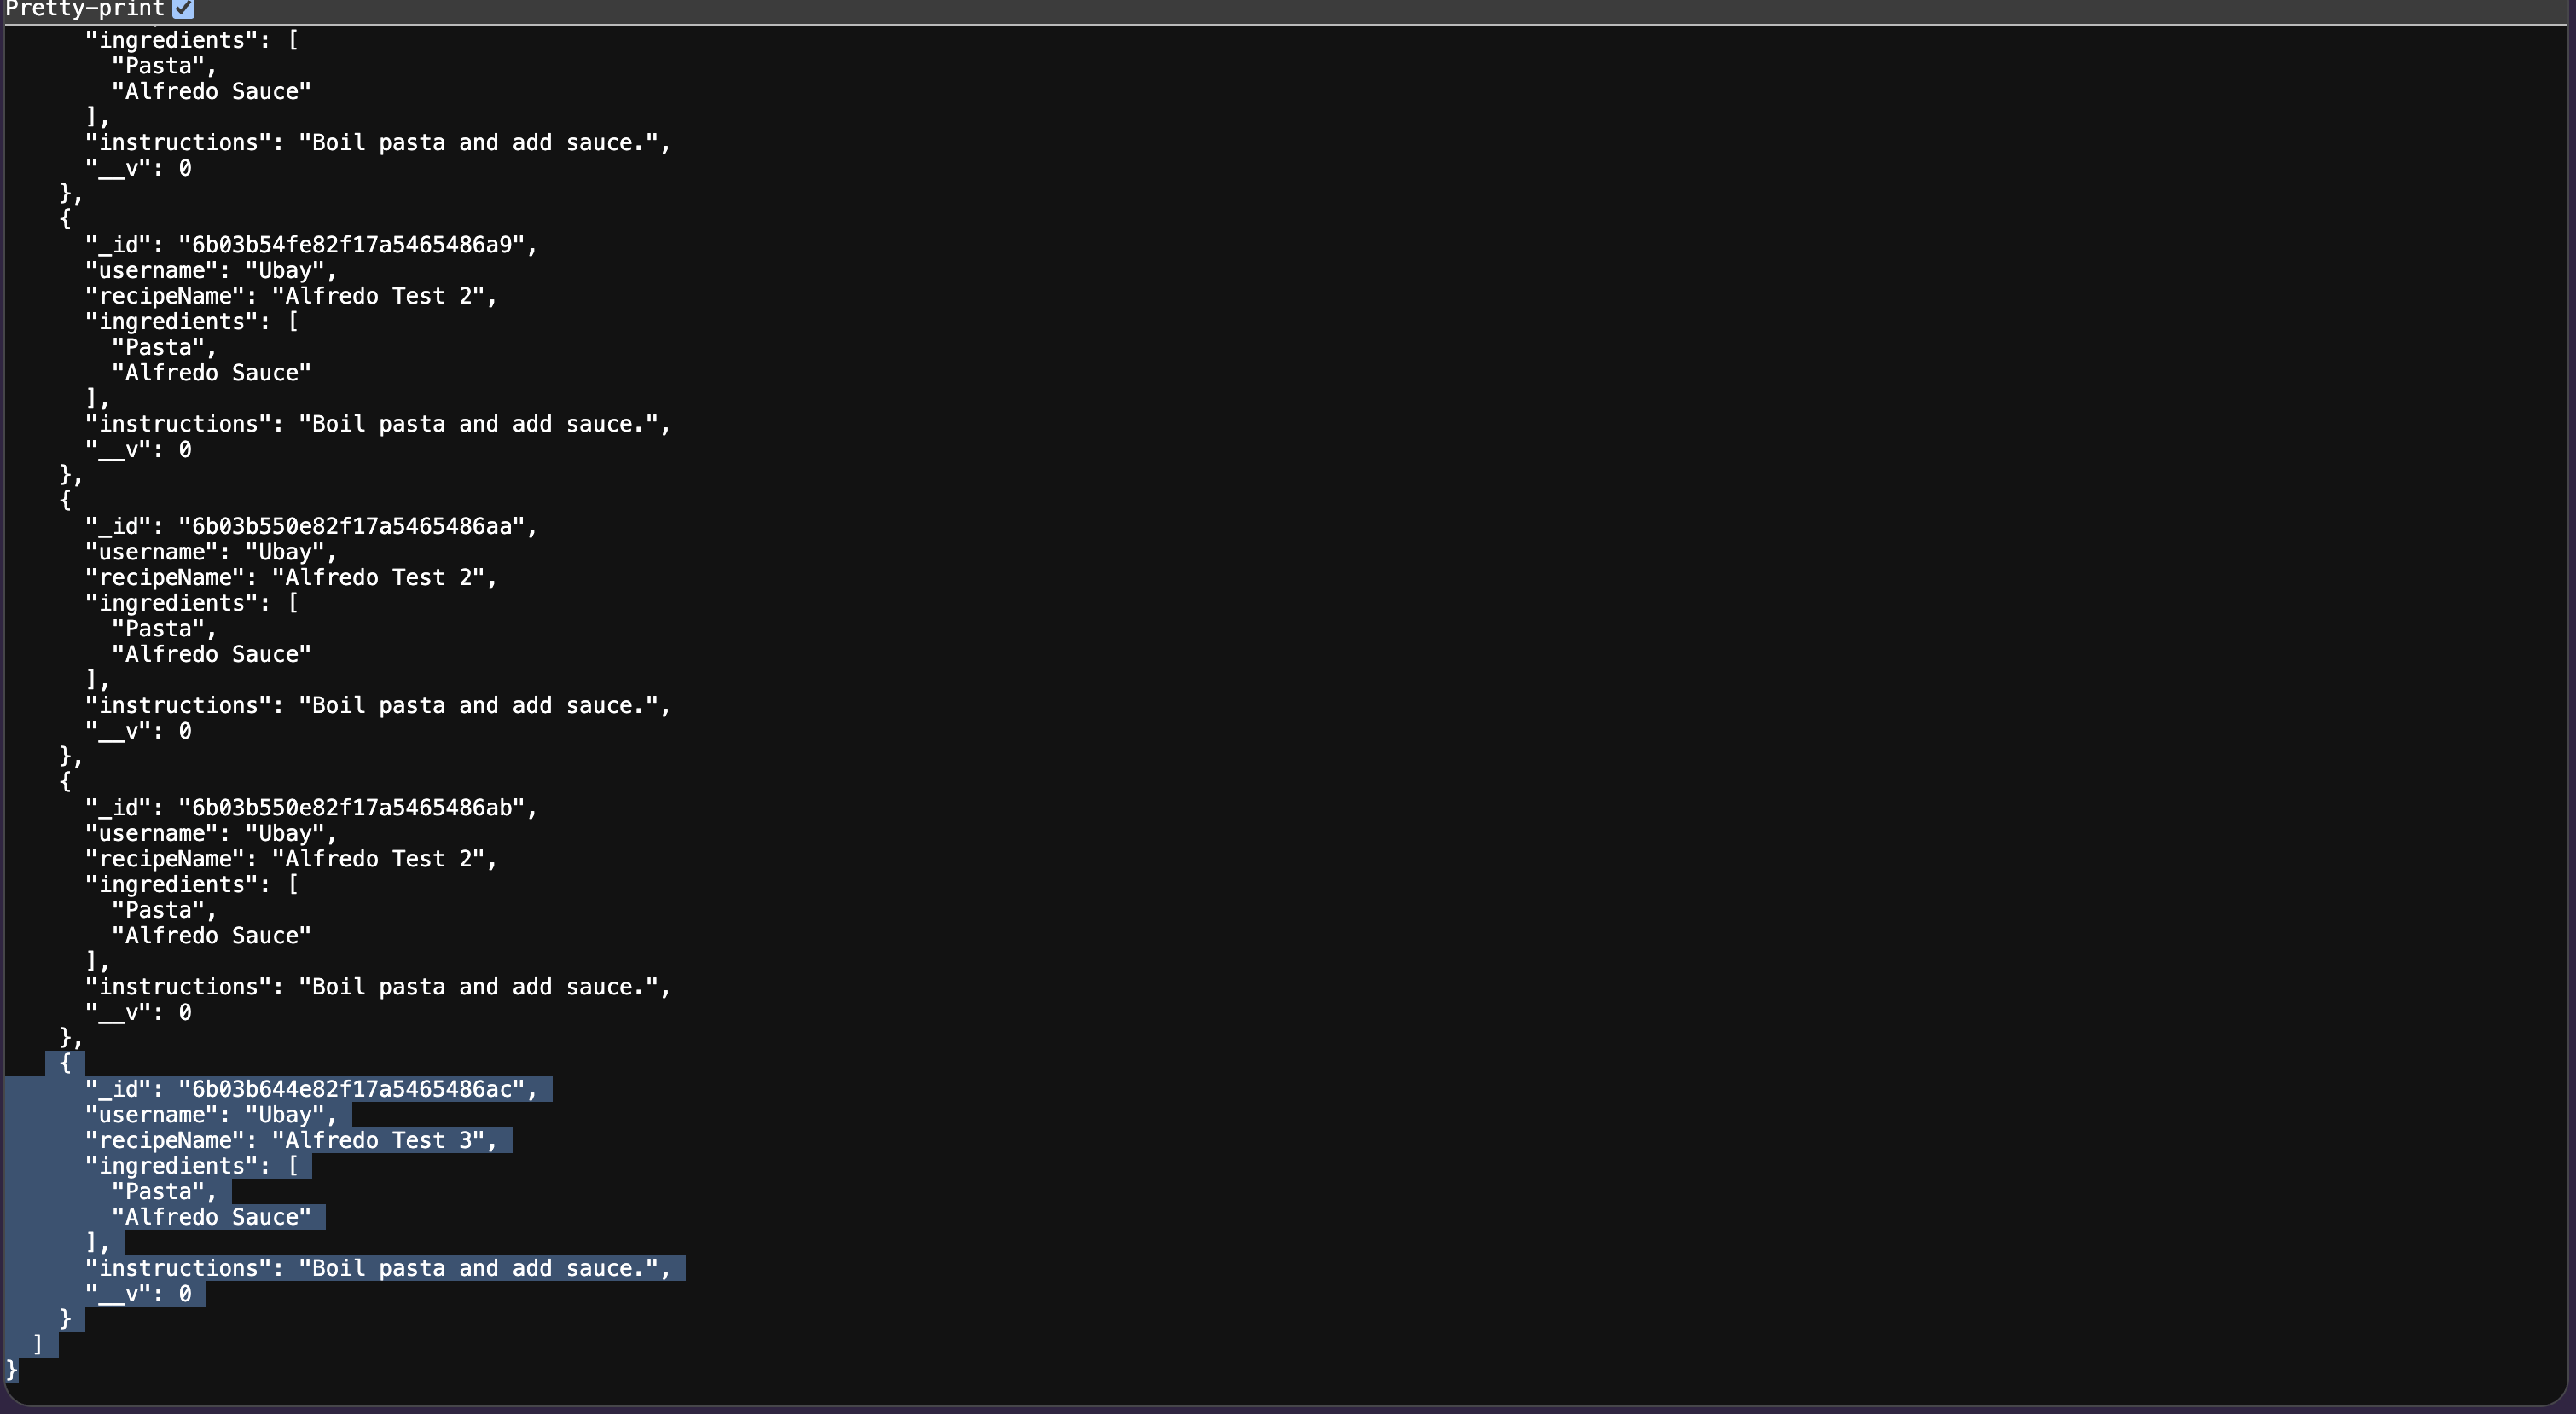 Pretty-print
"ingredients": [
"Pasta",
"Alfredo Sauce"
],
"instructions": "Boil pasta and add sauce.",
"__v": 0
},
{
"_id": "6b03b54fe82f17a5465486a9",
"username": "Ubay",
"recipeName": "Alfredo Test 2",
"ingredients": [
"Pasta",
"Alfredo Sauce"
],
"instructions": "Boil pasta and add sauce.",
"__v": 0
},
{
"_id": "6b03b550e82f17a5465486aa",
"username": "Ubay",
"recipeName": "Alfredo Test 2",
"ingredients": [
"Pasta",
"Alfredo Sauce"
],
"instructions": "Boil pasta and add sauce.",
"__v": 0
},
{
"_id": "6b03b550e82f17a5465486ab",
"username": "Ubay",
"recipeName": "Alfredo Test 2",
"ingredients": [
"Pasta",
"Alfredo Sauce"
],
"instructions": "Boil pasta and add sauce.",
"__v": 0
},
{
"_id": "6b03b644e82f17a5465486ac",
"username": "Ubay",
"recipeName": "Alfredo Test 3",
"ingredients": [
"Pasta",
"Alfredo Sauce"
],
"instructions": "Boil pasta and add sauce.",
"__v": 0
}
]
}